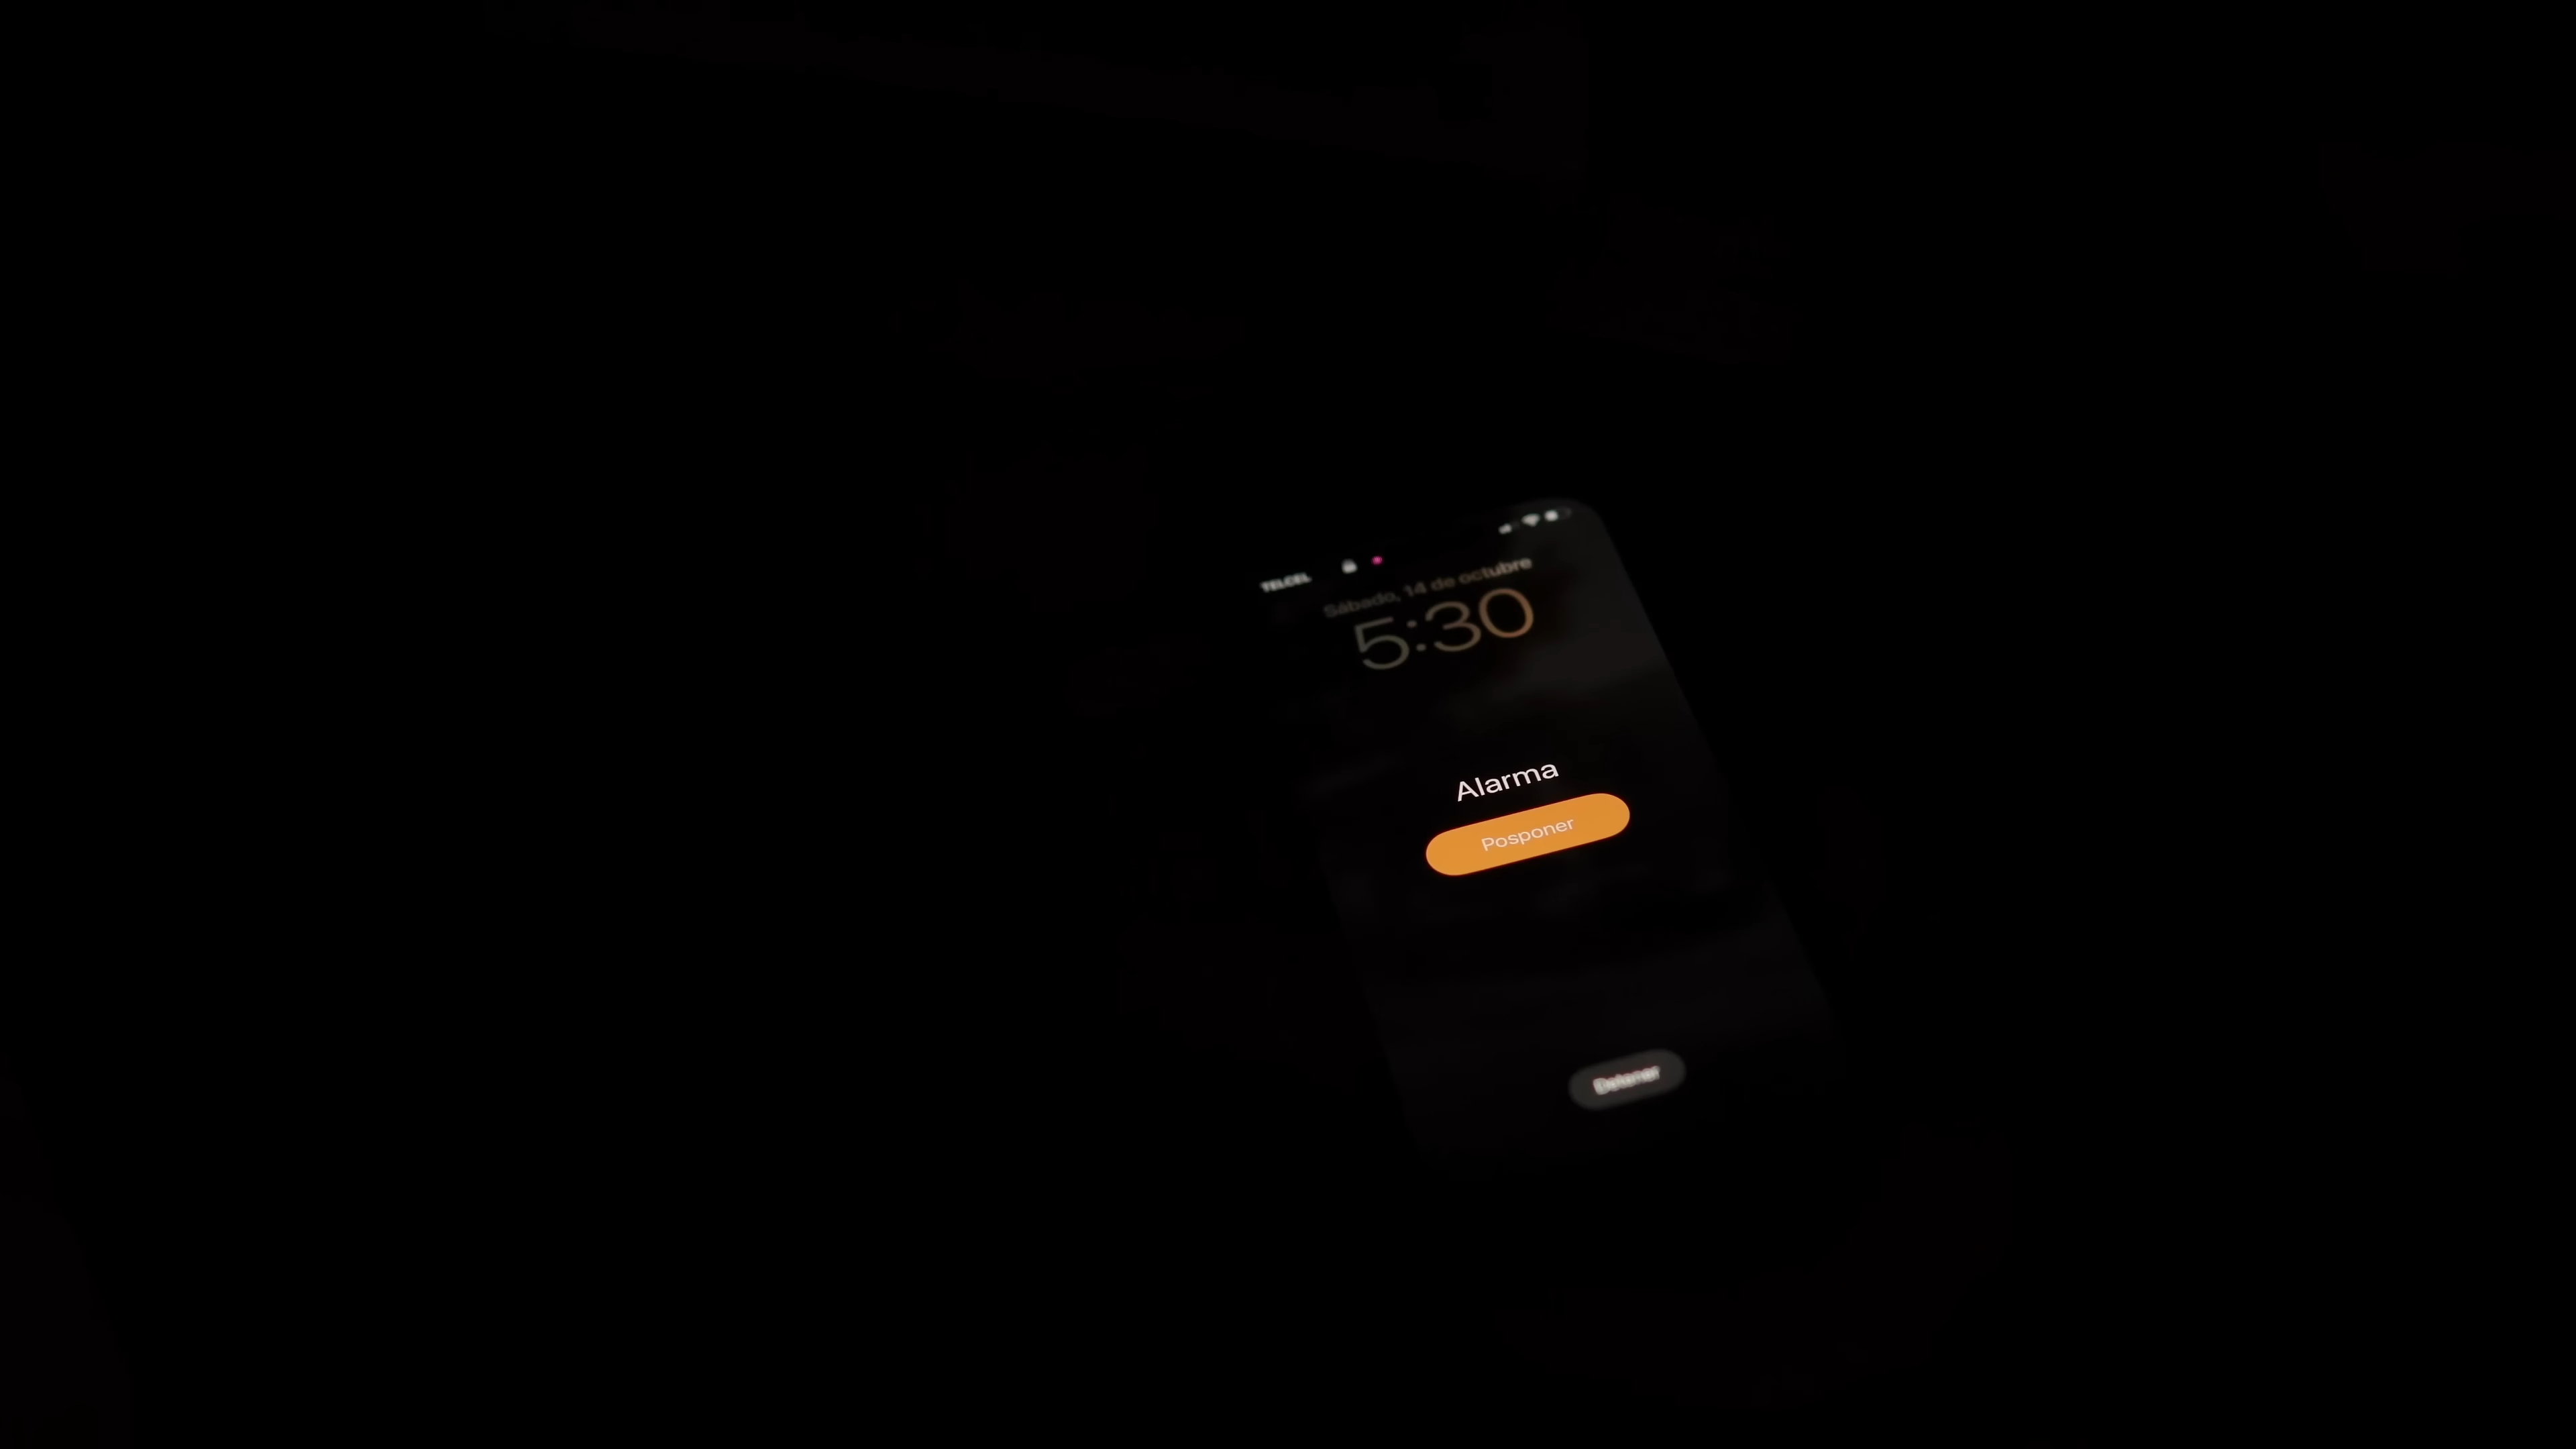 TELCEL
Sábado, 14 de octubre
5:30
Alarma
Posponer
Detener